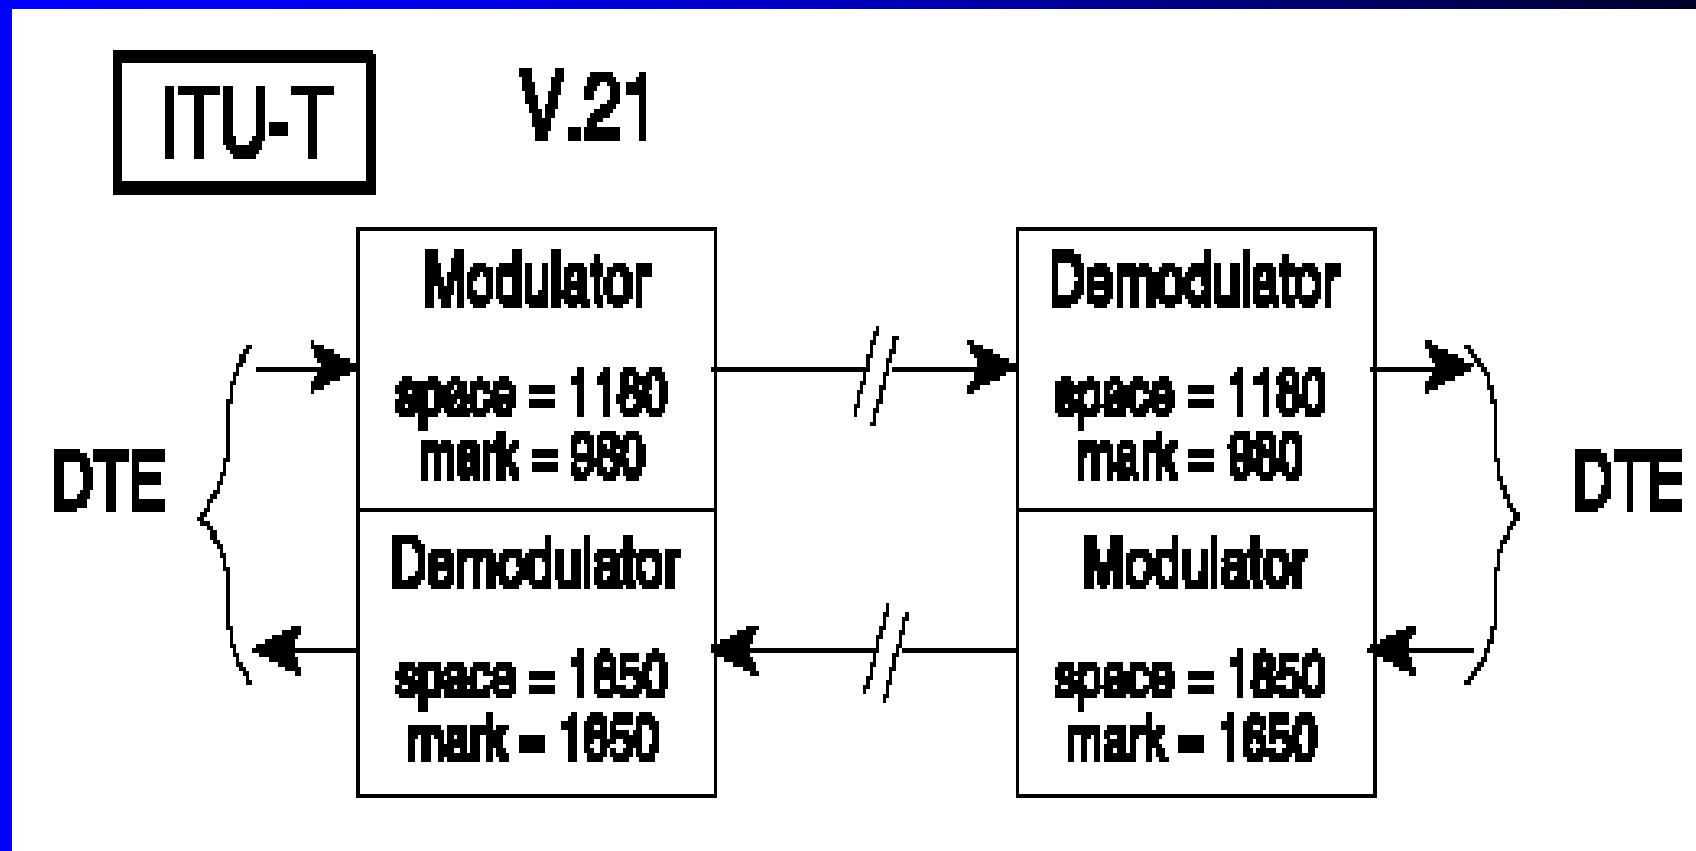 ITU-T
V.21
Modulator
space = 1180
mark = 980
Demodulator
space = 1180
mark = 980
DTE
DTE
Demodulator
space = 1850
mark = 1650
Modulator
space = 1850
mark = 1650